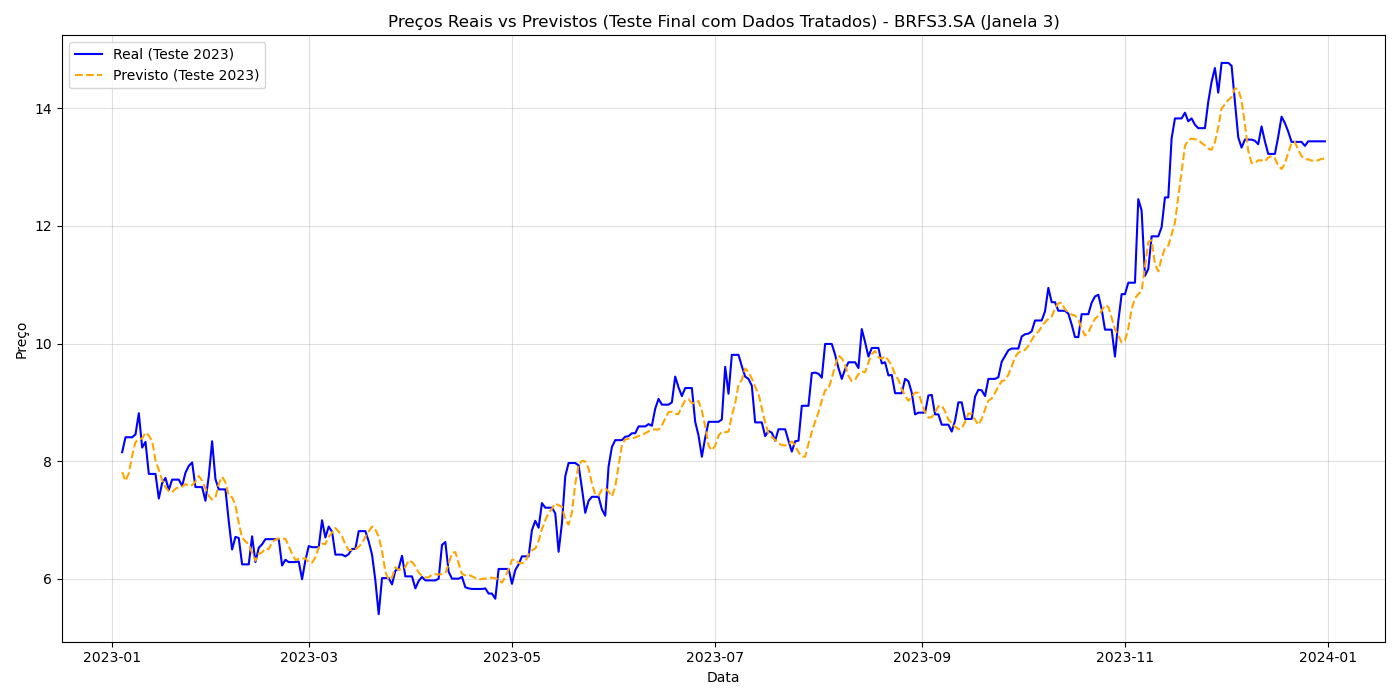 Preços Reais vs Previstos (Teste Final com Dados Tratados) - BRFS3.SA (Janela 3)
Real (Teste 2023)
Previsto (Teste 2023)
14
12
10
8
6
Preço
2023-01
2023-03
2023-05
2023-07
2023-09
2023-11
2024-01
Data